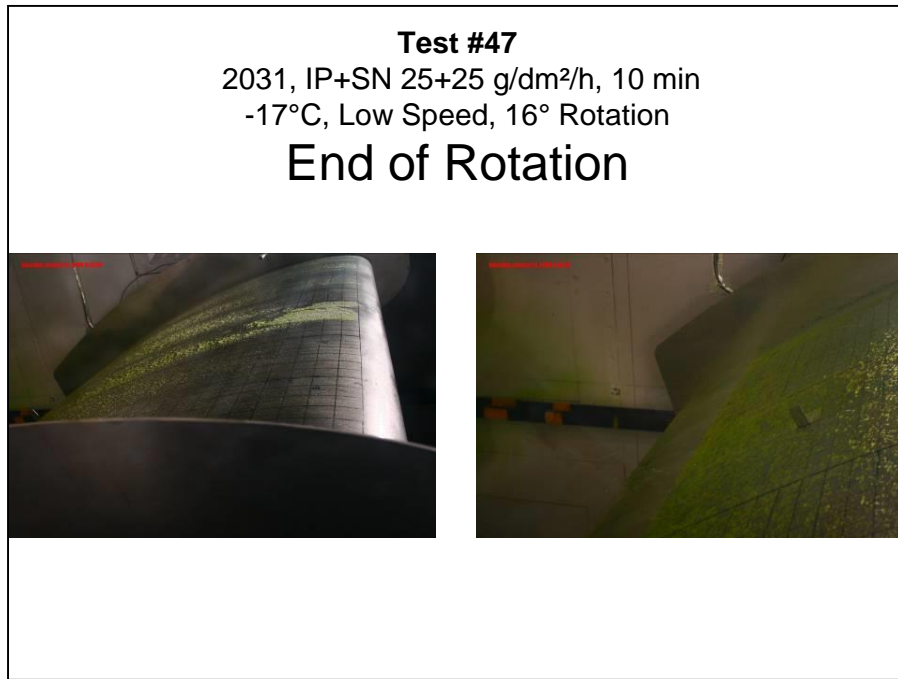 Test #47
2031, IP+SN 25+25 g/dm²/h, 10 min
-17°C, Low Speed, 16° Rotation
End of Rotation